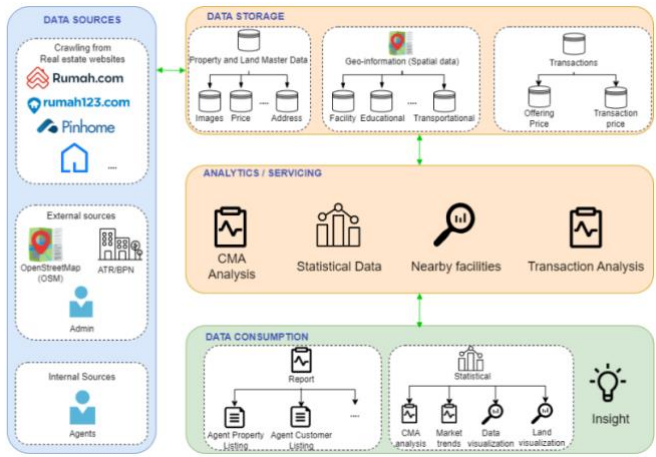 DATA SOURCES
Crawling from
Real estate websites
Rumah.com
rumah123.com
Pinhome
...
External sources
OpenStreetMap
(OSM)
ATR/BPN
Admin
Internal Sources
Agents
DATA STORAGE
Property and Land Master Data
Images
Price
....
Address
Geo-information (Spatial data)
Facility
Educational
....
Transportational
Transactions
Offering
Price
Transaction
price
ANALYTICS / SERVICING
CMA
Analysis
Statistical Data
Nearby facilities
Transaction Analysis
DATA CONSUMPTION
Report
Agent Property
Listing
Agent Customer
Listing
....
Statistical
CMA
analysis
Market
trends
Data
visualization
Land
visualization
Insight